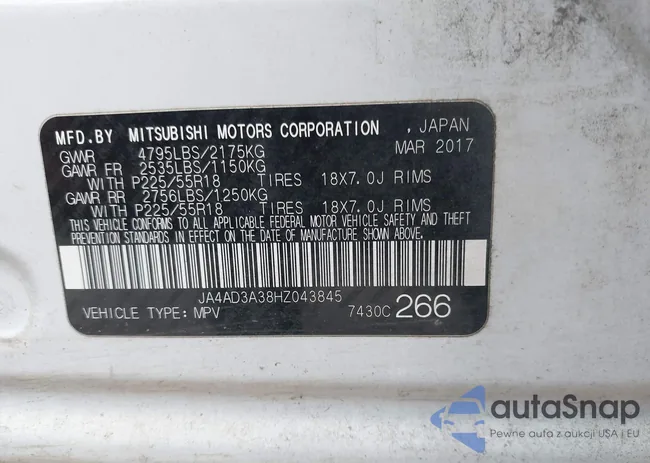 MFD.BY MITSUBISHI MOTORS CORPORATION , JAPAN
GVWR 4795LBS/2175KG MAR 2017
GAWR FR 2535LBS/1150KG
WITH P225/55R18 TIRES 18X7.0J RIMS
GAWR RR 2756LBS/1250KG
WITH P225/55R18 TIRES 18X7.0J RIMS
THIS VEHICLE CONFORMS TO ALL APPLICABLE FEDERAL MOTOR VEHICLE SAFETY AND THEFT
PREVENTION STANDARDS IN EFFECT ON THE DATE OF MANUFACTURE SHOWN ABOVE.
JA4AD3A38HZ043845
VEHICLE TYPE: MPV 7430C 266
autoSnap
Pewne auta z aukcji USA i EU